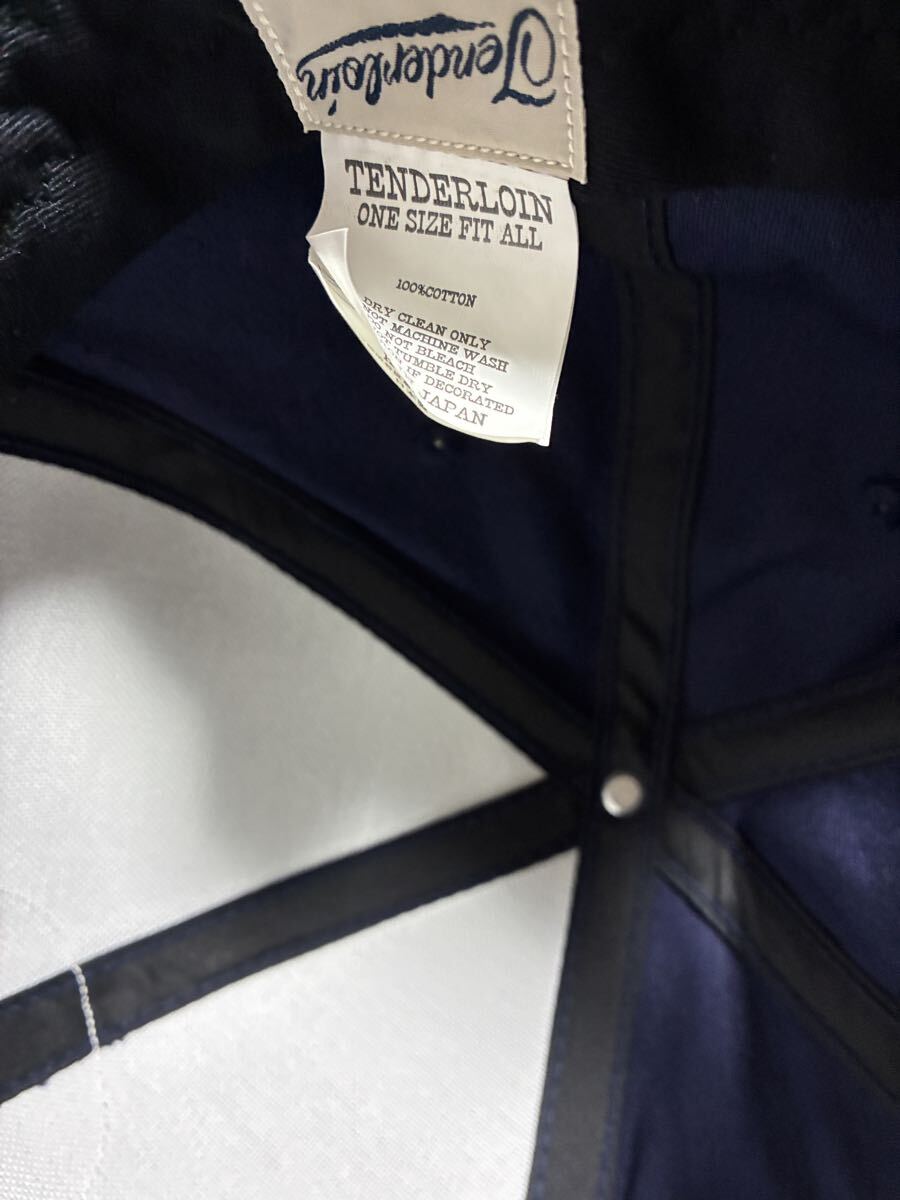 Tenderloin
TENDERLOIN
ONE SIZE FIT ALL
100%COTTON
DRY CLEAN ONLY
NOT MACHINE WASH
NOT BLEACH
TUMBLE DRY
IF DECORATED
JAPAN